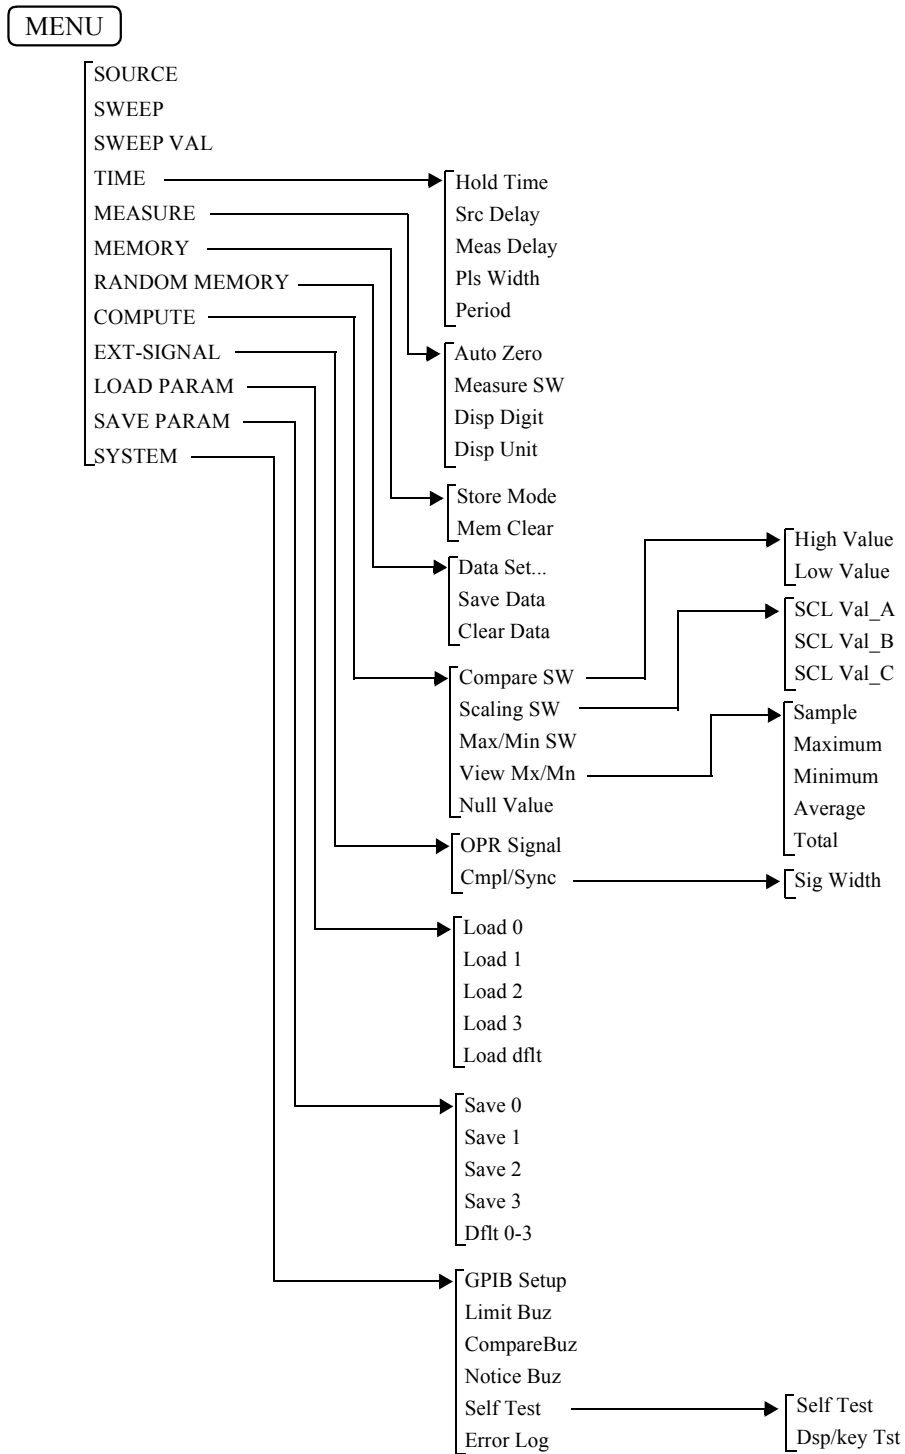 MENU
SOURCE
SWEEP
SWEEP VAL
TIME
MEASURE
MEMORY
RANDOM MEMORY
COMPUTE
EXT-SIGNAL
LOAD PARAM
SAVE PARAM
SYSTEM
Hold Time
Src Delay
Meas Delay
Pls Width
Period
Auto Zero
Measure SW
Disp Digit
Disp Unit
Store Mode
Mem Clear
Data Set...
Save Data
Clear Data
Compare SW
Scaling SW
Max/Min SW
View Mx/Mn
Null Value
High Value
Low Value
SCL Val_A
SCL Val_B
SCL Val_C
Sample
Maximum
Minimum
Average
Total
OPR Signal
Cmpl/Sync
Sig Width
Load 0
Load 1
Load 2
Load 3
Load dflt
Save 0
Save 1
Save 2
Save 3
Dflt 0-3
GPIB Setup
Limit Buz
CompareBuz
Notice Buz
Self Test
Error Log
Self Test
Dsp/key Tst